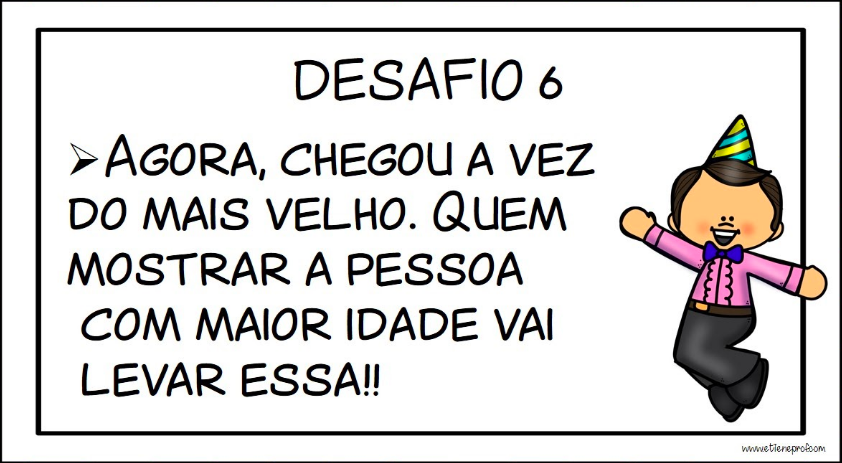 DESAFIO 6
➢AGORA, CHEGOU A VEZ
DO MAIS VELHO. QUEM
MOSTRAR A PESSOA
COM MAIOR IDADE VAI
LEVAR ESSA!!
www.etieneprof.com